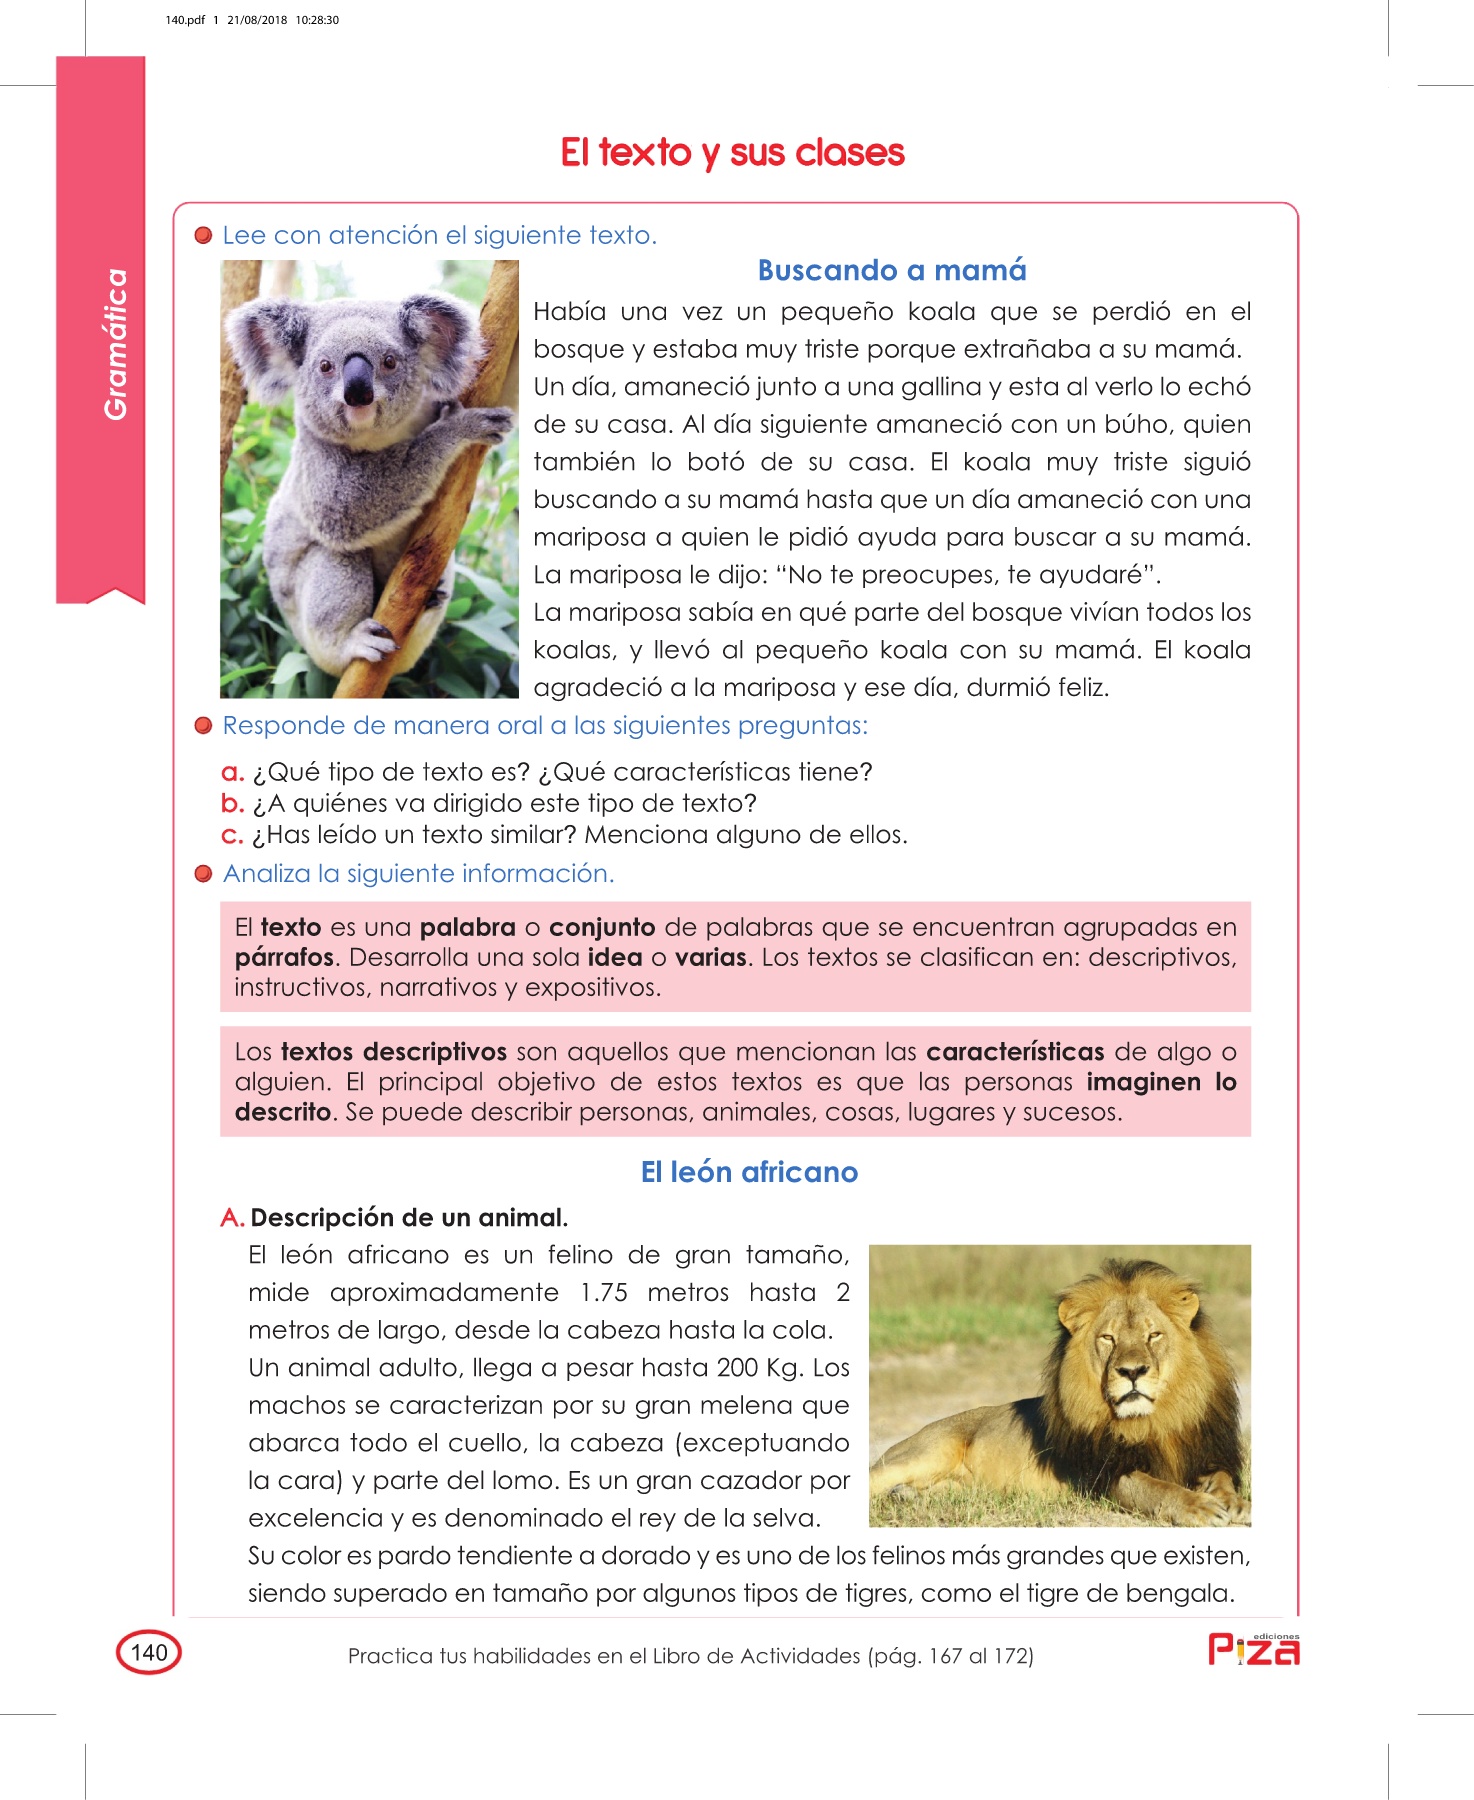 140.pdf 1 21/08/2018 10:28:30
Gramática
El texto y sus clases
Lee con atención el siguiente texto.
Buscando a mamá
Había una vez un pequeño koala que se perdió en el
bosque y estaba muy triste porque extrañaba a su mamá.
Un día, amaneció junto a una gallina y esta al verlo lo echó
de su casa. Al día siguiente amaneció con un búho, quien
también lo botó de su casa. El koala muy triste siguió
buscando a su mamá hasta que un día amaneció con una
mariposa a quien le pidió ayuda para buscar a su mamá.
La mariposa le dijo: “No te preocupes, te ayudaré”.
La mariposa sabía en qué parte del bosque vivían todos los
koalas, y llevó al pequeño koala con su mamá. El koala
agradeció a la mariposa y ese día, durmió feliz.
Responde de manera oral a las siguientes preguntas:
a. ¿Qué tipo de texto es? ¿Qué características tiene?
b. ¿A quiénes va dirigido este tipo de texto?
c. ¿Has leído un texto similar? Menciona alguno de ellos.
Analiza la siguiente información.
El texto es una palabra o conjunto de palabras que se encuentran agrupadas en
párrafos. Desarrolla una sola idea o varias. Los textos se clasifican en: descriptivos,
instructivos, narrativos y expositivos.
Los textos descriptivos son aquellos que mencionan las características de algo o
alguien. El principal objetivo de estos textos es que las personas imaginen lo
descrito. Se puede describir personas, animales, cosas, lugares y sucesos.
El león africano
A. Descripción de un animal.
El león africano es un felino de gran tamaño,
mide aproximadamente 1.75 metros hasta 2
metros de largo, desde la cabeza hasta la cola.
Un animal adulto, llega a pesar hasta 200 Kg. Los
machos se caracterizan por su gran melena que
abarca todo el cuello, la cabeza (exceptuando
la cara) y parte del lomo. Es un gran cazador por
excelencia y es denominado el rey de la selva.
Su color es pardo tendiente a dorado y es uno de los felinos más grandes que existen,
siendo superado en tamaño por algunos tipos de tigres, como el tigre de bengala.
140
Practica tus habilidades en el Libro de Actividades (pág. 167 al 172)
ediciones
Piza